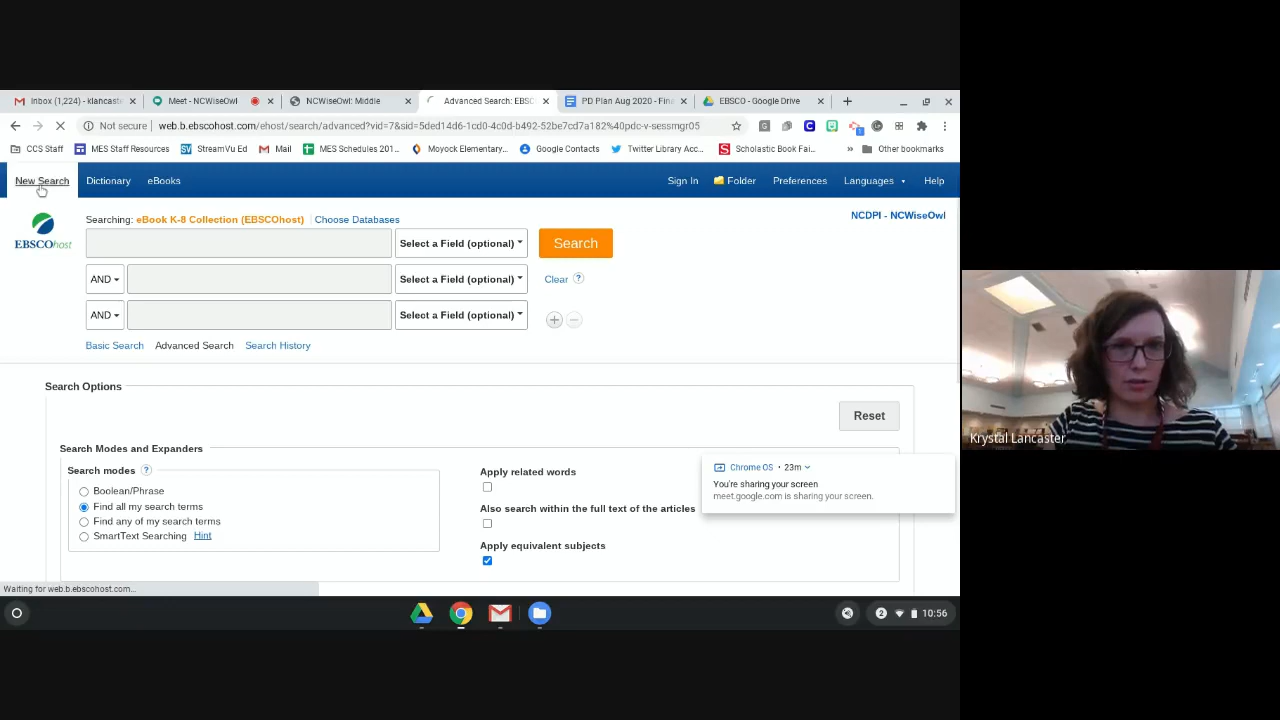 Inbox (1,224) - klancast
Meet - NCWiseOwl
NCWiseOwl: Middle
Advanced Search: EBSC
PD Plan Aug 2020 - Fina
EBSCO - Google Drive
Not secure | web.b.ebscohost.com/ehost/search/advanced?vid=7&sid=5ded14d6-1cd0-4c0d-b492-52be7cd7a182%40pdc-v-sessmgr05
CCS Staff MES Staff Resources StreamVu Ed Mail MES Schedules 201... Moyock Elementary... Google Contacts Twitter Library Acc... Scholastic Book Fai... » Other bookmarks
New Search Dictionary eBooks Sign In Folder Preferences Languages Help
EBSCOhost
Searching: eBook K-8 Collection (EBSCOhost) | Choose Databases
NCDPI - NCWiseOwl
Select a Field (optional) Search
AND Select a Field (optional) Clear ?
AND Select a Field (optional)
Basic Search Advanced Search Search History
Search Options
Reset
Search Modes and Expanders
Search modes ?
Boolean/Phrase
Find all my search terms
Find any of my search terms
SmartText Searching Hint
Apply related words
Also search within the full text of the articles
Apply equivalent subjects
Chrome OS • 23m
You're sharing your screen
meet.google.com is sharing your screen.
Waiting for web.b.ebscohost.com...
2 10:56
Krystal Lancaster